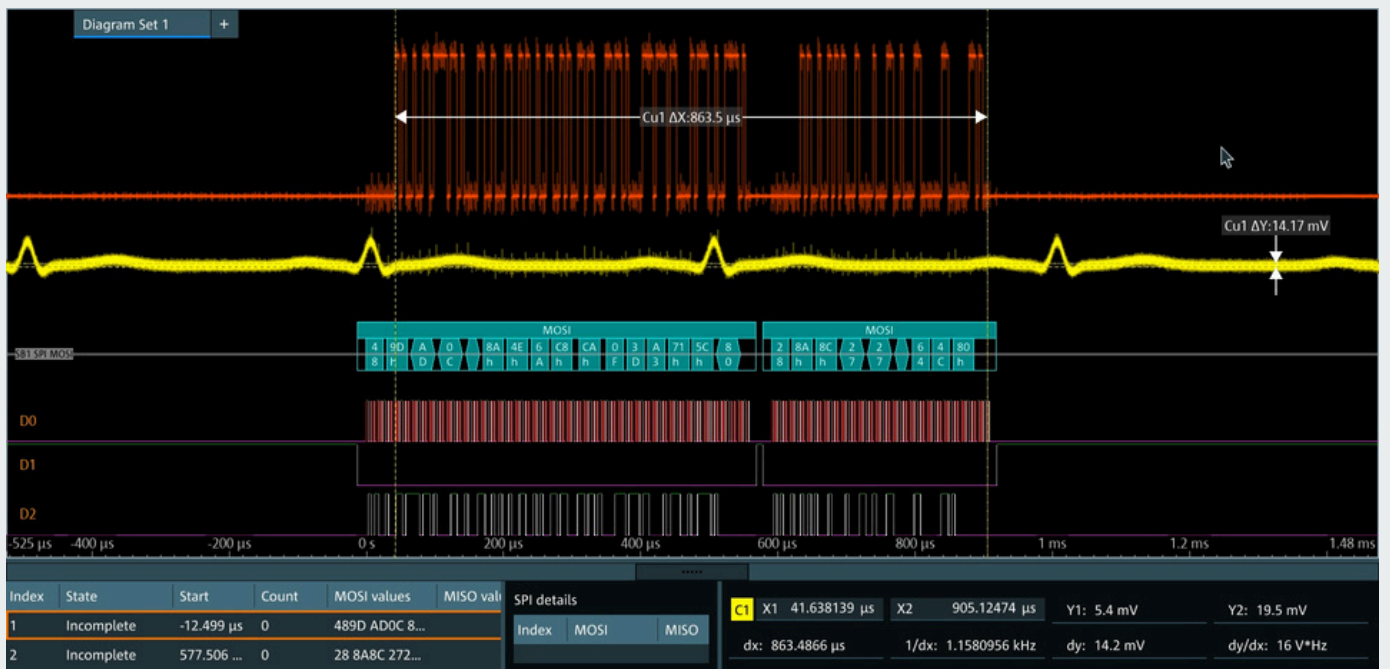 Diagram Set 1 +
Cu1 ΔX:863.5 µs
Cu1 ΔY:14.17 mV
MOSI MOSI
SB1 SPI MOSI
4 9D A 0 8A 4E 6 C8 CA 0 3 A 71 5C 8 2 8A 8C 2 2 6 4 80
8 h D C h h A h h F D 3 h h 0 8 h h 7 7 4 C h
D0
D1
D2
-525 µs -400 µs -200 µs 0 s 200 µs 400 µs 600 µs 800 µs 1 ms 1.2 ms 1.48 ms
Index State Start Count MOSI values MISO valu SPI details
C1 X1 41.638139 µs X2 905.12474 µs Y1: 5.4 mV Y2: 19.5 mV
1 Incomplete -12.499 µs 0 489D AD0C 8... Index MOSI MISO
dx: 863.4866 µs 1/dx: 1.1580956 kHz dy: 14.2 mV dy/dx: 16 V*Hz
2 Incomplete 577.506 ... 0 28 8A8C 272...